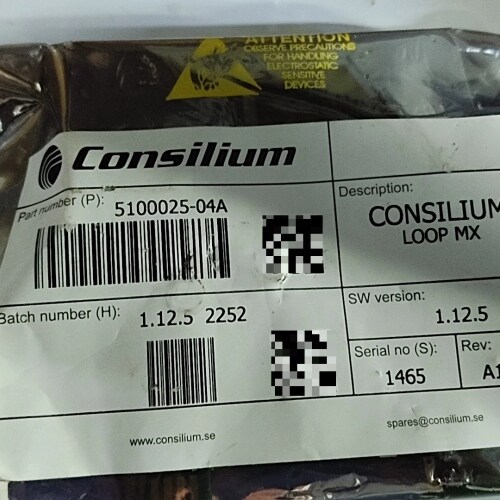 ATTENTION
OBSERVE PRECAUTIONS
FOR HANDLING
ELECTROSTATIC
SENSITIVE
DEVICES
Consilium
Part number (P): 5100025-04A
Description:
CONSILIUM
LOOP MX
Batch number (H): 1.12.5 2252
SW version:
1.12.5
Serial no (S):
1465
Rev:
A1
www.consilium.se
spares@consilium.se